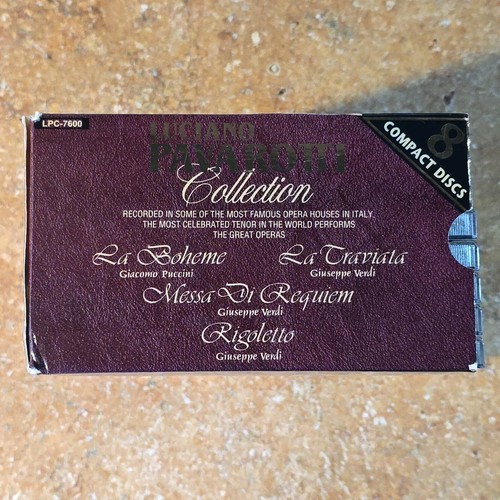 LPC-7600
LUCIANO
PAVAROTTI
Collection
8
COMPACT DISCS
RECORDED IN SOME OF THE MOST FAMOUS OPERA HOUSES IN ITALY,
THE MOST CELEBRATED TENOR IN THE WORLD PERFORMS
THE GREAT OPERAS
La Boheme
Giacomo Puccini
La Traviata
Giuseppe Verdi
Messa Di Requiem
Giuseppe Verdi
Rigoletto
Giuseppe Verdi